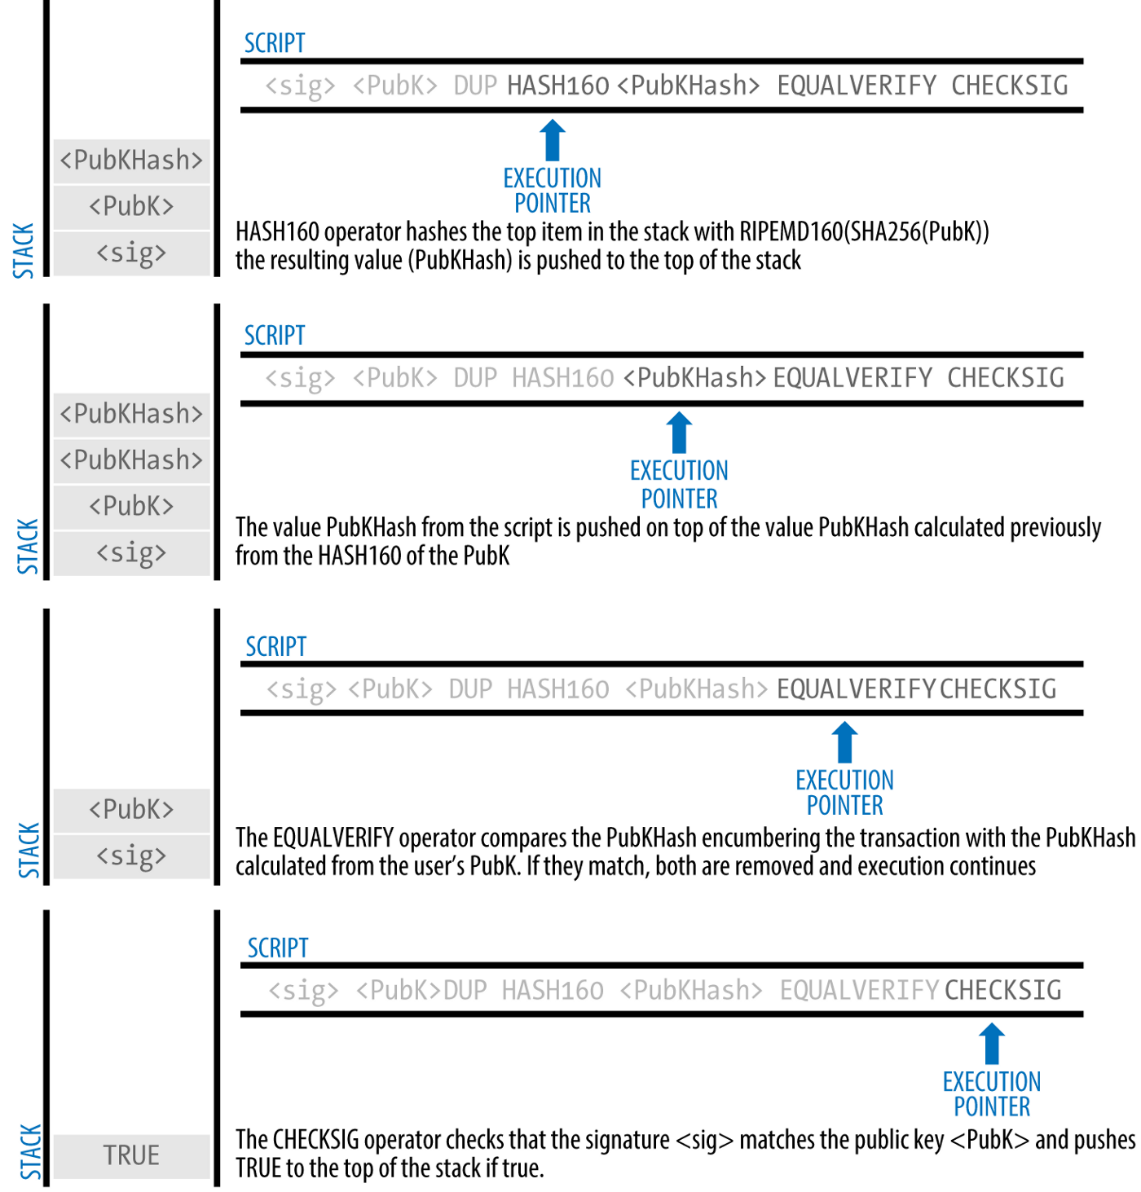 SCRIPT
<sig> <PubK> DUP HASH160 <PubKHash> EQUALVERIFY CHECKSIG
EXECUTION
POINTER
<PubKHash>
<PubK>
<sig>
STACK
HASH160 operator hashes the top item in the stack with RIPEMD160(SHA256(PubK))
the resulting value (PubKHash) is pushed to the top of the stack
SCRIPT
<sig> <PubK> DUP HASH160 <PubKHash> EQUALVERIFY CHECKSIG
EXECUTION
POINTER
<PubKHash>
<PubKHash>
<PubK>
<sig>
STACK
The value PubKHash from the script is pushed on top of the value PubKHash calculated previously
from the HASH160 of the PubK
SCRIPT
<sig> <PubK> DUP HASH160 <PubKHash> EQUALVERIFY CHECKSIG
EXECUTION
POINTER
<PubK>
<sig>
STACK
The EQUALVERIFY operator compares the PubKHash encumbering the transaction with the PubKHash
calculated from the user's PubK. If they match, both are removed and execution continues
SCRIPT
<sig> <PubK> DUP HASH160 <PubKHash> EQUALVERIFY CHECKSIG
EXECUTION
POINTER
TRUE
STACK
The CHECKSIG operator checks that the signature <sig> matches the public key <PubK> and pushes
TRUE to the top of the stack if true.